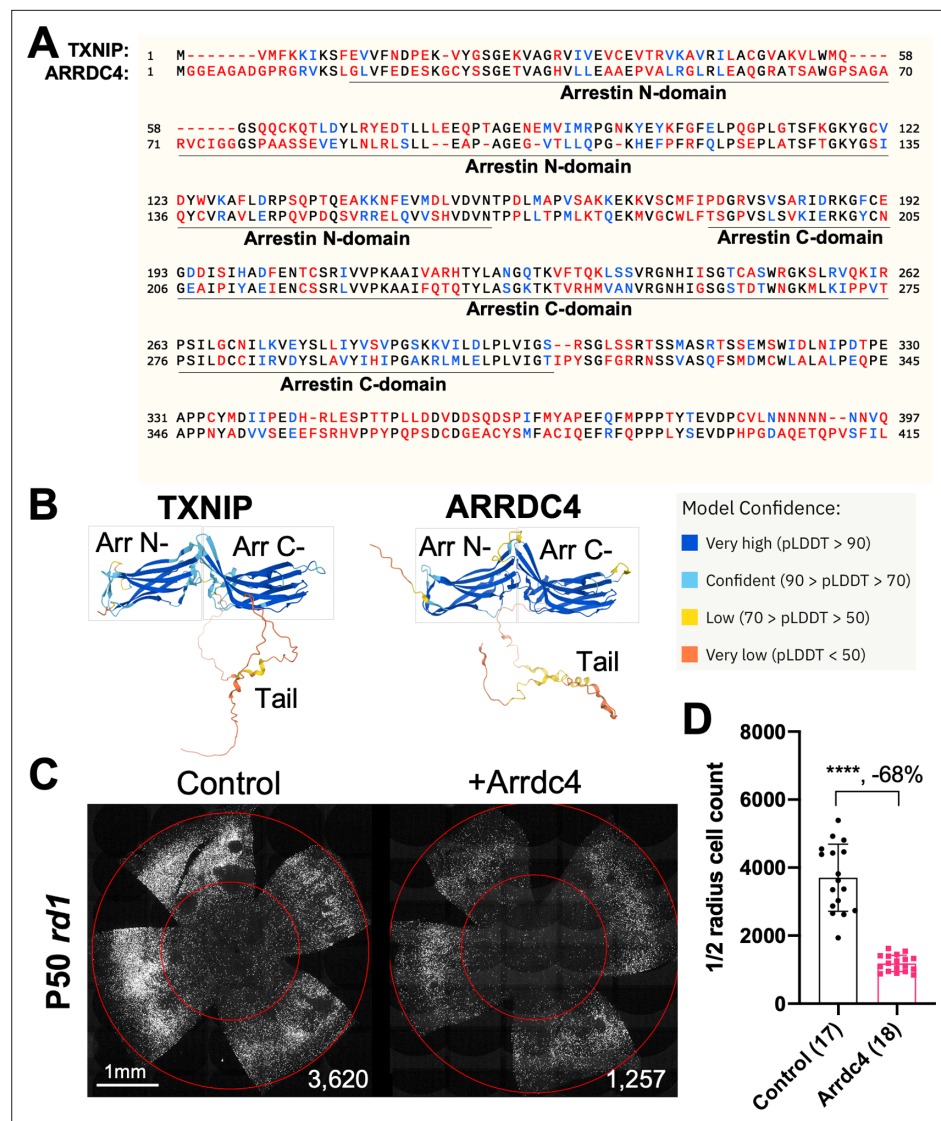 A
TXNIP: 1 M-------VMFKKIKSFEVVFNDPEK-VYGSGEKVAGRVIVEVCEVTRVKAVRILACGVAKVLWMQ---- 58
ARRDC4: 1 MGGEAGADGPRGRVKSLGLVFEDESKGCYSSGETVAGHVLLEAAEPVALRGLRLEAQGRATSAWGPSAGA 70
Arrestin N-domain
58 ------GSQQCKQTLDYLRYEDTLLLEEQPTAGENEMVIMRPGNKYEYKFGFELPQGPLGTSFKGKYGCV 122
71 RVCIGGGSPAASSEVEYLNLRLSLL--EAP-AGEG-VTLLQPG-KHEFPFRFQLPSEPLATSFTGKYGSI 135
Arrestin N-domain
123 DYWVKAFLDRPSQPTQEAKKNFEVMDLVDVNTPDLMAPVSAKKEKKVSCMFIPDGRVSVSARIDRKGFCE 192
136 QYCVRAVLERPQVPDQSVRRELQVVSHVDVNTPPLLTPMLKTQEKMVGCWLFTSGPVSLSVKIERKGYCN 205
Arrestin N-domain Arrestin C-domain
193 GDDISIHADFENTCSRIVVPKAAIVARHTYLANGQTKVFTQKLSSVRGNHIISGTCASWRGKSLRVQKIR 262
206 GEAIPIYAEIENCSSRLVVPKAAIFQTQTYLASGKTKTVRHMVANVRGNHIGSGSTDTWNGKMLKIPPVT 275
Arrestin C-domain
263 PSILGCNILKVEYSLLIYVSVPGSKKVILDLPLVIGS--RSGLSSRTSSMASRTSSEMSWIDLNIPDTPE 330
276 PSILDCCIIRVDYSLAVYIHIPGAKRLMLELPLVIGTIPYSGFGRRNSSVASQFSMDMCWLALALPEQPE 345
Arrestin C-domain
331 APPCYMDIIPEDH-RLESPTTPLLDDVDDSQDSPIFMYAPEFQFMPPPTYTEVDPCVLNNNNNN--NNVQ 397
346 APPNYADVVSEEEFSRHVPPYPQPSDCDGEACYSMFACIQEFRFQPPPLYSEVDPHPGDAQETQPVSFIL 415
B
TXNIP
Arr N- Arr C-
Tail
ARRDC4
Arr N- Arr C-
Tail
Model Confidence:
Very high (pLDDT > 90)
Confident (90 > pLDDT > 70)
Low (70 > pLDDT > 50)
Very low (pLDDT < 50)
C
Control +Arrdc4
P50 rd1
1mm
3,620
1,257
D
****, -68%
1/2 radius cell count
8000
6000
4000
2000
0
Control (17)
Arrdc4 (18)